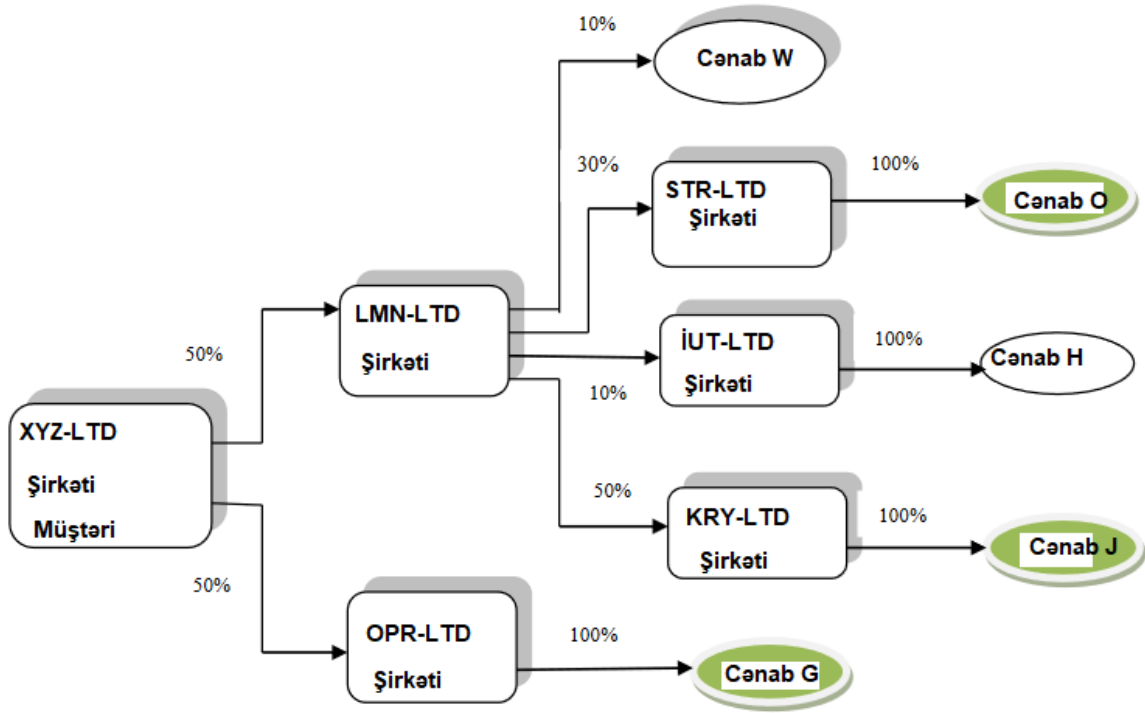 10%
Cənab W
30%
STR-LTD
Şirkəti
100%
Cənab O
LMN-LTD
Şirkəti
50%
İUT-LTD
Şirkəti
100%
Cənab H
10%
XYZ-LTD
Şirkəti
Müştəri
50%
KRY-LTD
Şirkəti
100%
Cənab J
50%
OPR-LTD
Şirkəti
100%
Cənab G